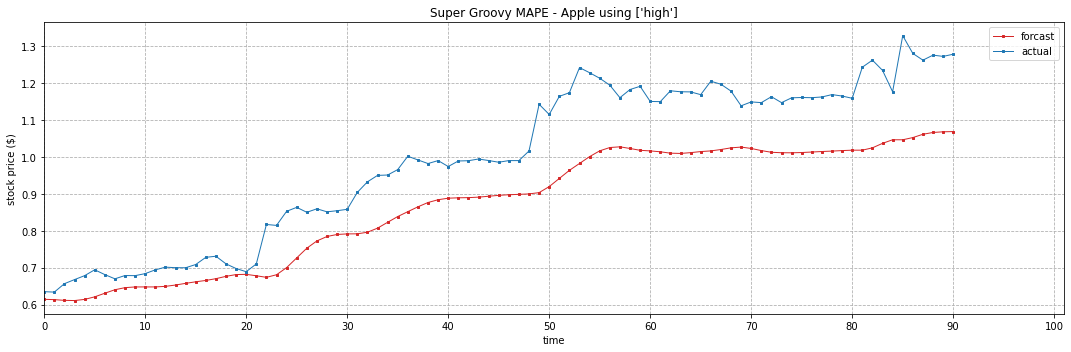 Super Groovy MAPE - Apple using ['high']
forcast
actual
stock price ($)
1.3
1.2
1.1
1.0
0.9
0.8
0.7
0.6
0 10 20 30 40 50 60 70 80 90 100
time